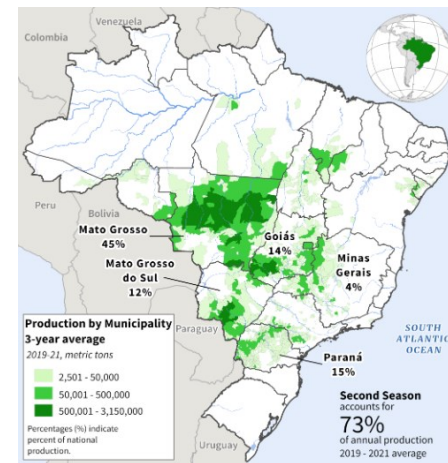 Venezuela
Colombia
Peru
Bolivia
Mato Grosso
45%
Goiás
14%
Mato Grosso
do Sul
12%
Minas
Gerais
4%
Paraguay
Paraná
15%
SOUTH
ATLANTIC
OCEAN
Uruguay
Production by Municipality
3-year average
2019-21, metric tons
2,501 - 50,000
50,001 - 500,000
500,001 - 3,150,000
Percentages (%) indicate
percent of national
production.
Second Season
accounts for
73%
of annual production
2019 - 2021 average